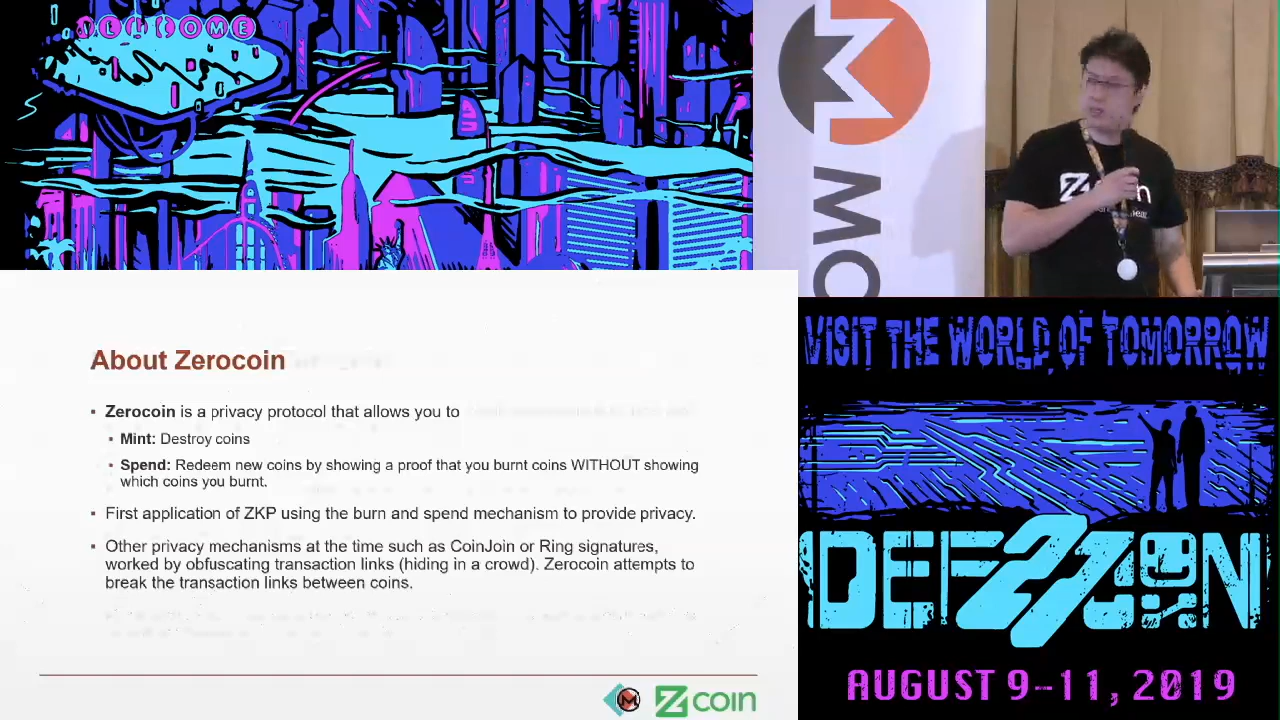 WELCOME
MO
Zcoin
About Zerocoin
▪ Zerocoin is a privacy protocol that allows you to
▪ Mint: Destroy coins
▪ Spend: Redeem new coins by showing a proof that you burnt coins WITHOUT showing
which coins you burnt.
▪ First application of ZKP using the burn and spend mechanism to provide privacy.
▪ Other privacy mechanisms at the time such as CoinJoin or Ring signatures,
worked by obfuscating transaction links (hiding in a crowd). Zerocoin attempts to
break the transaction links between coins.
Zcoin
VISIT THE WORLD OF TOMORROW
DEF 27 CON
AUGUST 9-11, 2019